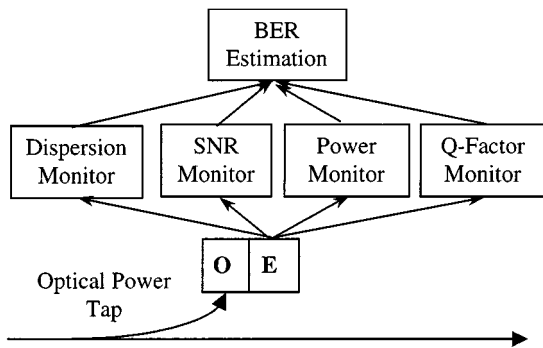 BER
Estimation
Dispersion
Monitor
SNR
Monitor
Power
Monitor
Q-Factor
Monitor
O E
Optical Power
Tap